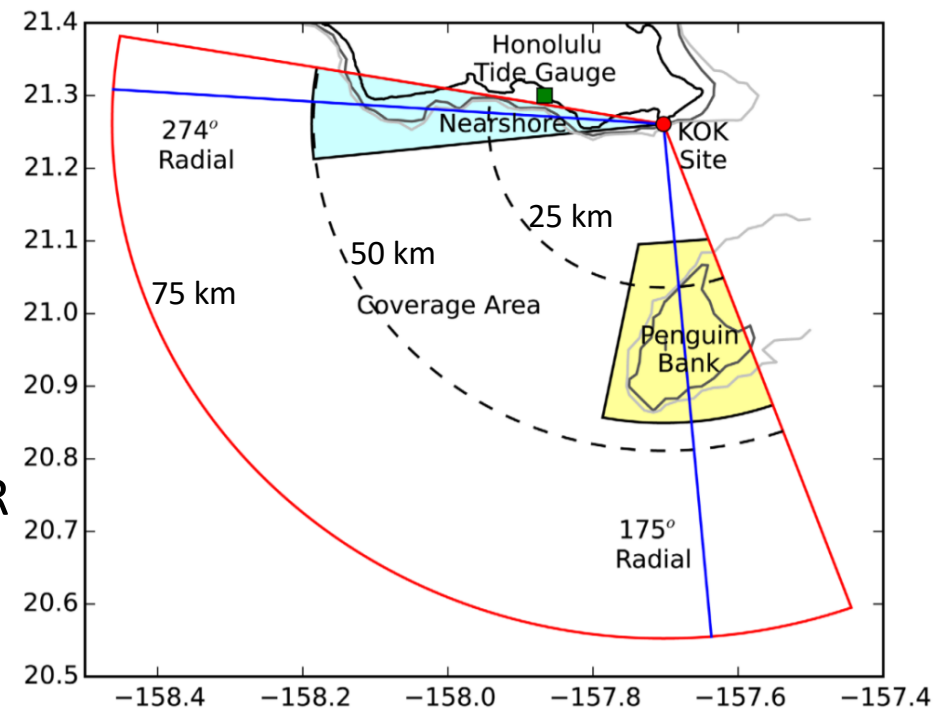 21.4
21.3
21.2
21.1
21.0
20.9
20.8
20.7
20.6
20.5
Honolulu
Tide Gauge
Nearshore
KOK
Site
274°
Radial
25 km
50 km
75 km
Coverage Area
Penguin
Bank
R
175°
Radial
−158.4
−158.2
−158.0
−157.8
−157.6
−157.4